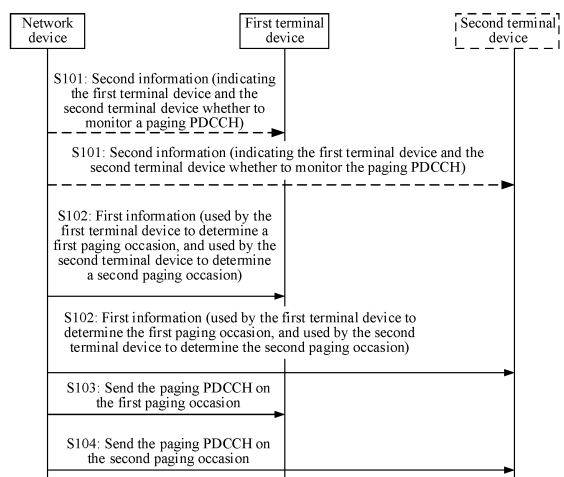 Network
device
First terminal
device
Second terminal
device
S101: Second information (indicating
the first terminal device and the
second terminal device whether to
monitor a paging PDCCH)
S101: Second information (indicating the first terminal device and the
second terminal device whether to monitor the paging PDCCH)
S102: First information (used by the
first terminal device to determine a
first paging occasion, and used by the
second terminal device to determine
a second paging occasion)
S102: First information (used by the first terminal device to
determine the first paging occasion, and used by the second
terminal device to determine the second paging occasion)
S103: Send the paging PDCCH on
the first paging occasion
S104: Send the paging PDCCH on
the second paging occasion